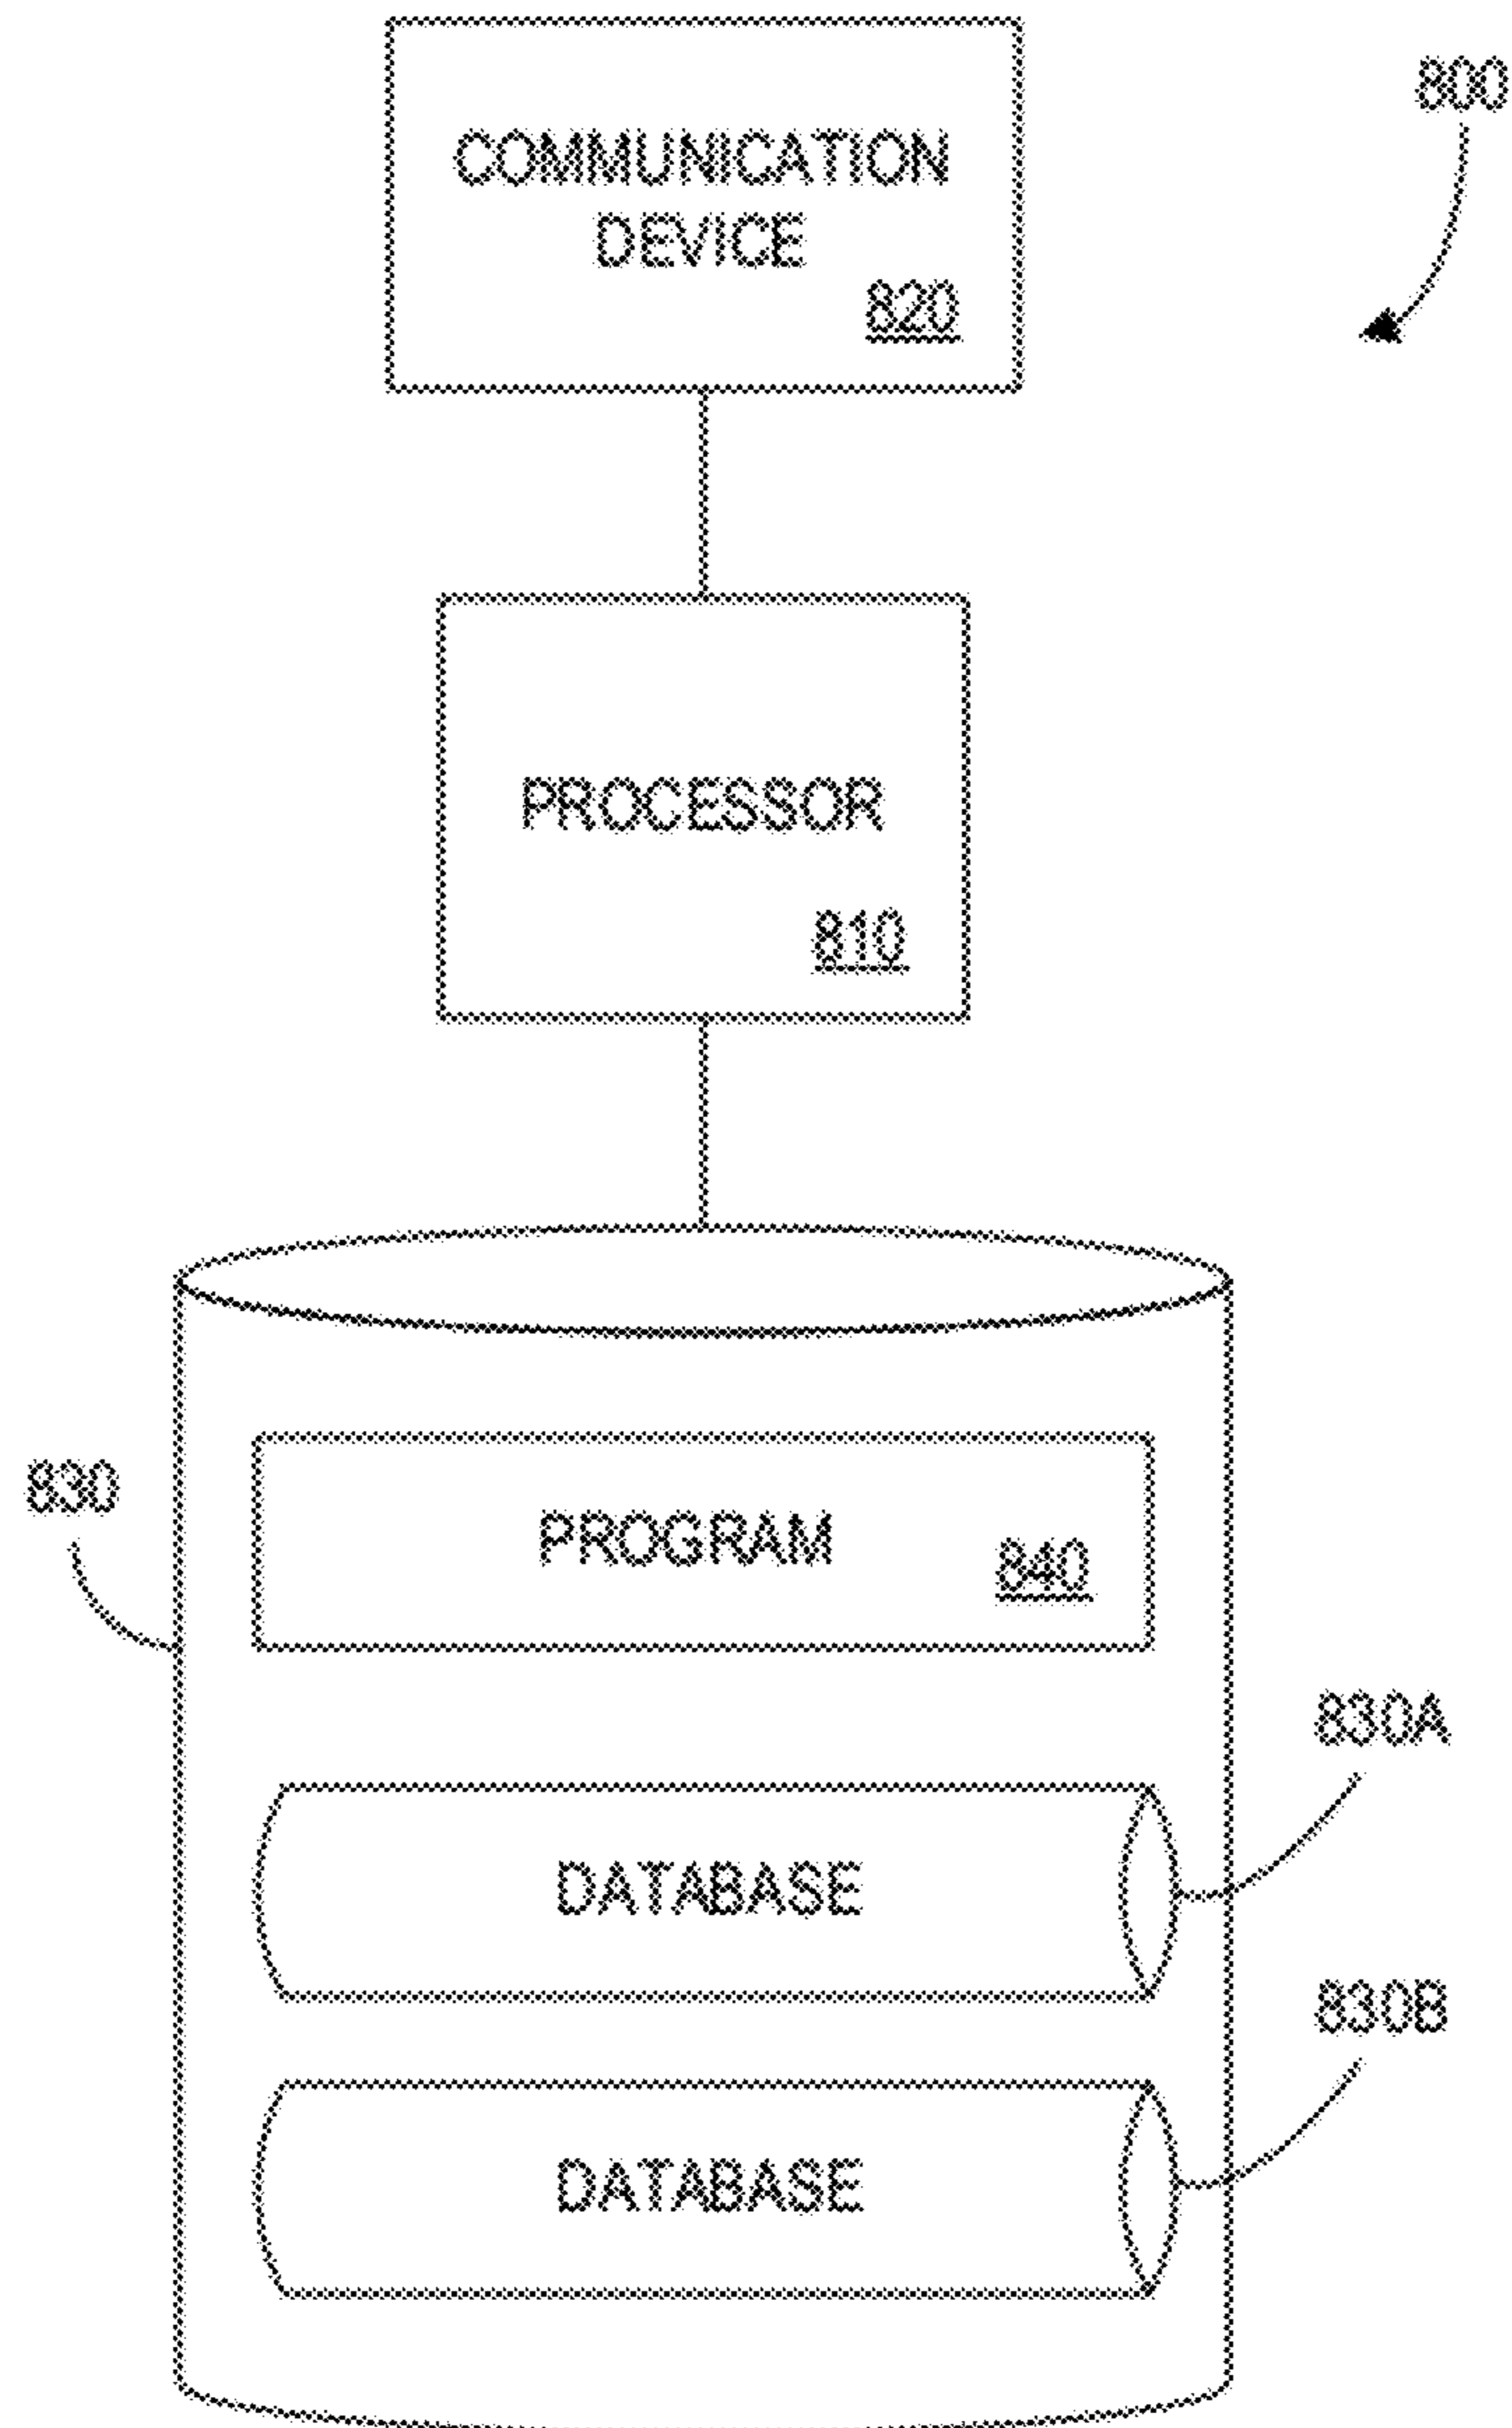 800
COMMUNICATION
DEVICE
820
PROCESSOR
810
830
PROGRAM
840
830A
DATABASE
830B
DATABASE